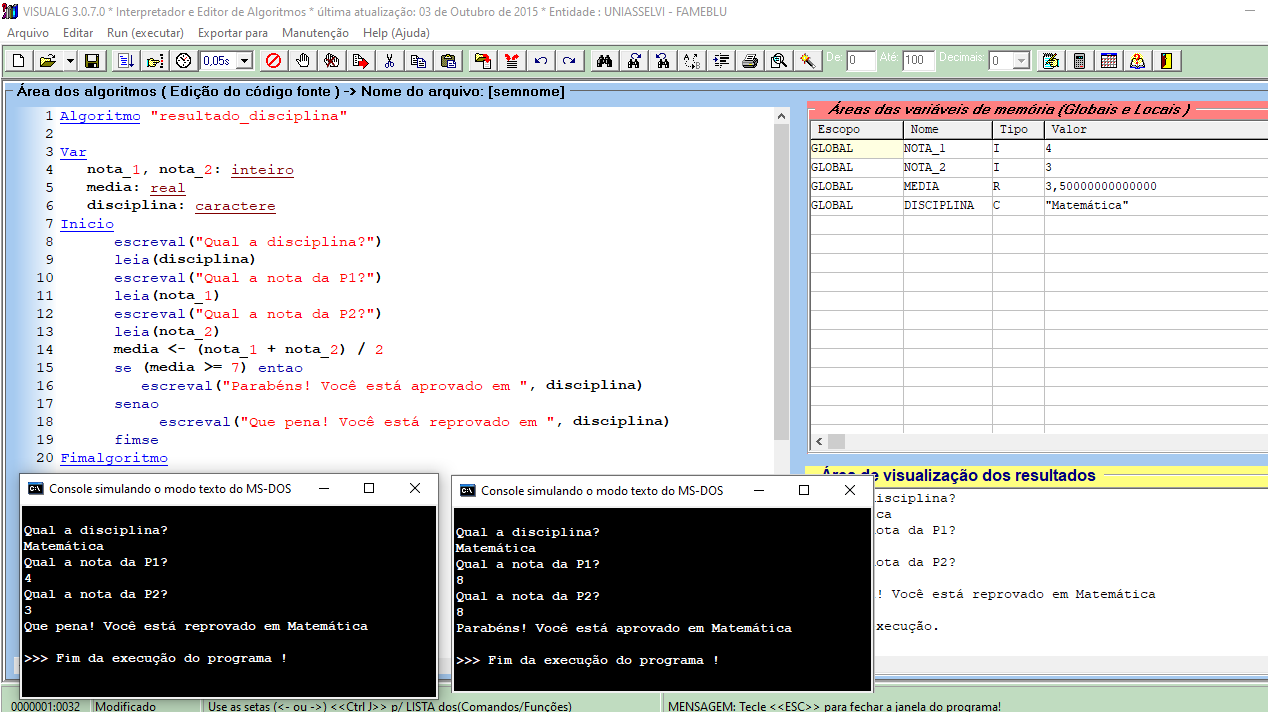 VISUALG 3.0.7.0 * Interpretador e Editor de Algoritmos * última atualização: 03 de Outubro de 2015 * Entidade : UNIASSELVI - FAMEBLU
Arquivo Editar Run (executar) Exportar para Manutenção Help (Ajuda)
0,05s De: 0 Até: 100 Decimais: 0
Área dos algoritmos ( Edição do código fonte ) -> Nome do arquivo: [semnome]
1 Algoritmo "resultado_disciplina"
2
3 Var
4 nota_1, nota_2: inteiro
5 media: real
6 disciplina: caractere
7 Inicio
8 escreval("Qual a disciplina?")
9 leia(disciplina)
10 escreval("Qual a nota da P1?")
11 leia(nota_1)
12 escreval("Qual a nota da P2?")
13 leia(nota_2)
14 media <- (nota_1 + nota_2) / 2
15 se (media >= 7) entao
16 escreval("Parabéns! Você está aprovado em ", disciplina)
17 senao
18 escreval("Que pena! Você está reprovado em ", disciplina)
19 fimse
20 Fimalgoritmo
Áreas das variáveis de memória (Globais e Locais )
Escopo Nome Tipo Valor
GLOBAL NOTA_1 I 4
GLOBAL NOTA_2 I 3
GLOBAL MEDIA R 3,50000000000000
GLOBAL DISCIPLINA C "Matemática"
Área de visualização dos resultados
isciplina?
ca
ota da P1?
ota da P2?
! Você está reprovado em Matemática
xecução.
Console simulando o modo texto do MS-DOS
Qual a disciplina?
Matemática
Qual a nota da P1?
4
Qual a nota da P2?
3
Que pena! Você está reprovado em Matemática
>>> Fim da execução do programa !
Console simulando o modo texto do MS-DOS
Qual a disciplina?
Matemática
Qual a nota da P1?
8
Qual a nota da P2?
8
Parabéns! Você está aprovado em Matemática
>>> Fim da execução do programa !
0000001:0032 Modificado Use as setas (<- ou ->) <<Ctrl J>> p/ LISTA dos(Comandos/Funções) MENSAGEM: Tecle <<ESC>> para fechar a janela do programa!